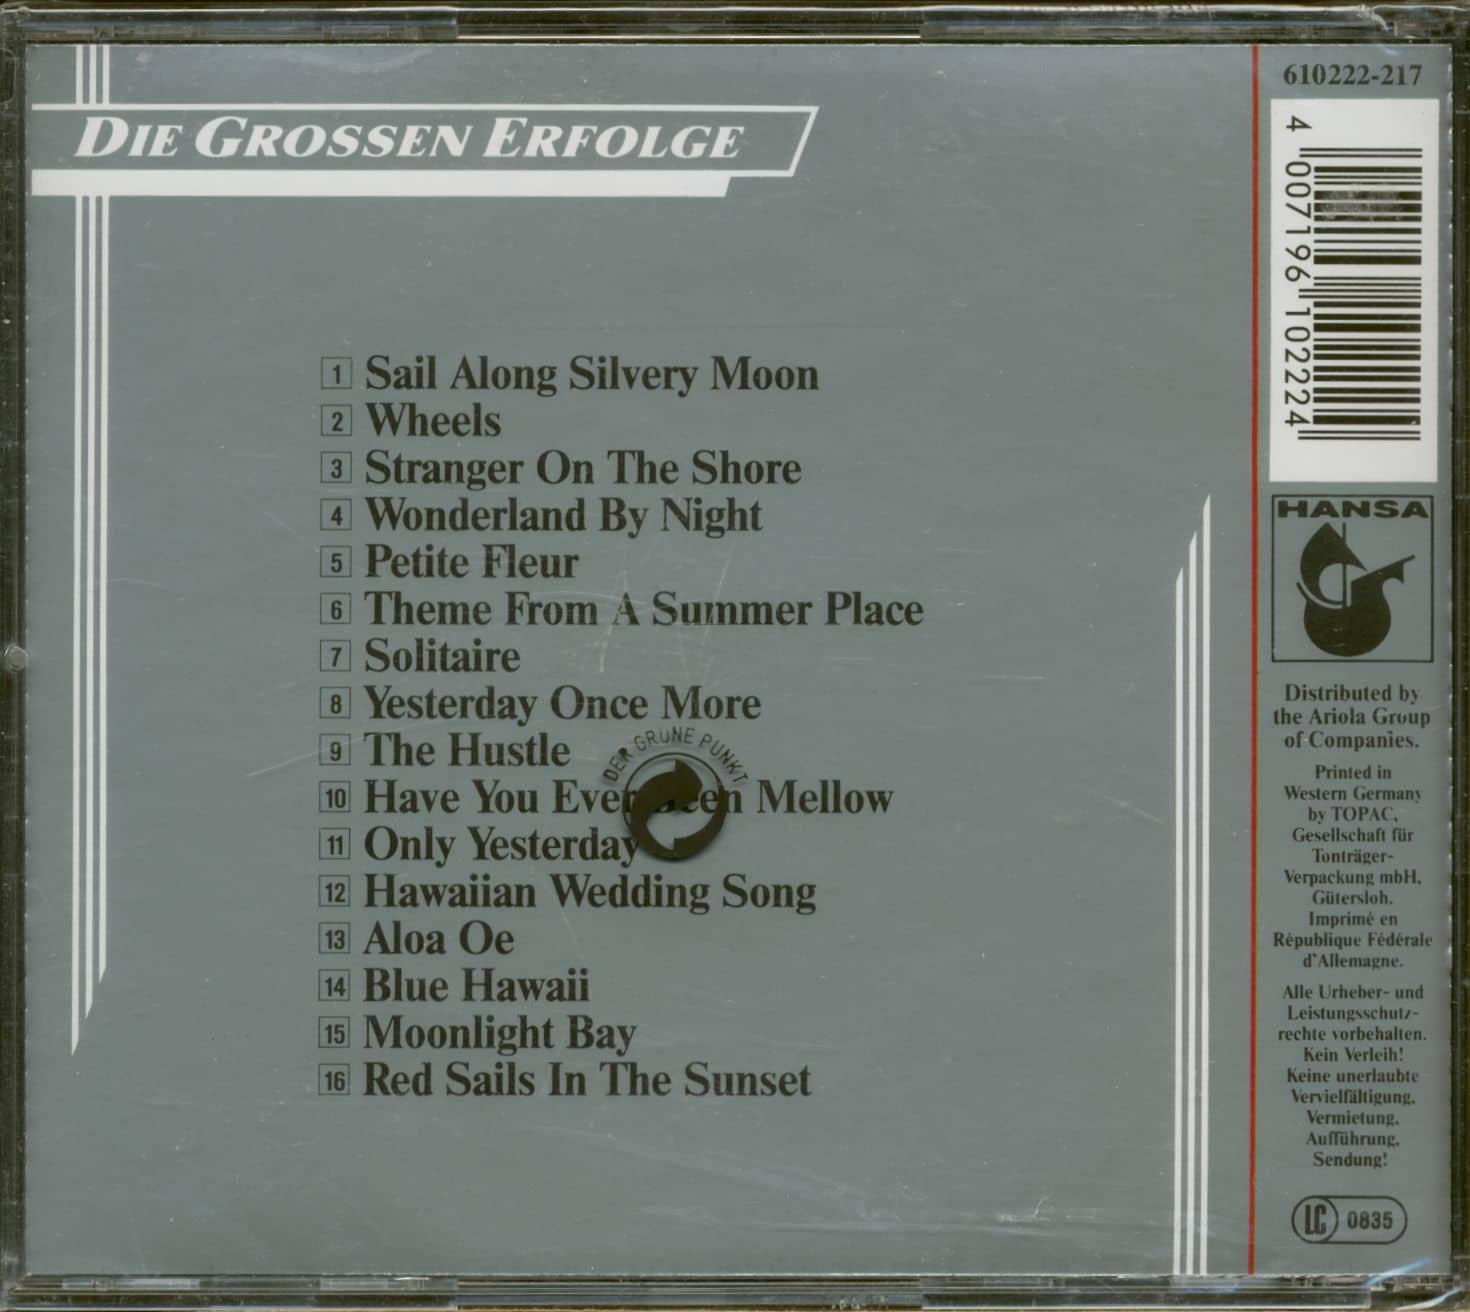 DIE GROSSEN ERFOLGE
1 Sail Along Silvery Moon
2 Wheels
3 Stranger On The Shore
4 Wonderland By Night
5 Petite Fleur
6 Theme From A Summer Place
7 Solitaire
8 Yesterday Once More
9 The Hustle
10 Have You Ever Been Mellow
11 Only Yesterday
12 Hawaiian Wedding Song
13 Aloa Oe
14 Blue Hawaii
15 Moonlight Bay
16 Red Sails In The Sunset
DER GRÜNE PUNKT
610222-217
4 007196 102224
HANSA
Distributed by
the Ariola Group
of Companies.
Printed in
Western Germany
by TOPAC,
Gesellschaft für
Tonträger-
Verpackung mbH,
Gütersloh.
Imprimé en
République Fédérale
d'Allemagne.
Alle Urheber- und
Leistungsschutz-
rechte vorbehalten.
Kein Verleih!
Keine unerlaubte
Vervielfältigung,
Vermietung,
Aufführung,
Sendung!
LC 0835